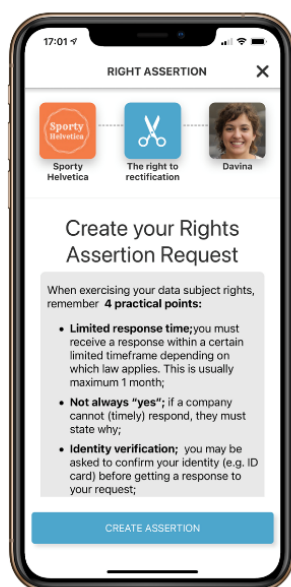 17:01
RIGHT ASSERTION
Sporty
Helvetica
Sporty
Helvetica
The right to
rectification
Davina
Create your Rights
Assertion Request
When exercising your data subject rights,
remember 4 practical points:
• Limited response time;you must
receive a response within a certain
limited timeframe depending on
which law applies. This is usually
maximum 1 month;
• Not always “yes”; if a company
cannot (timely) respond, they must
state why;
• Identity verification; you may be
asked to confirm your identity (e.g. ID
card) before getting a response to
your request;
CREATE ASSERTION